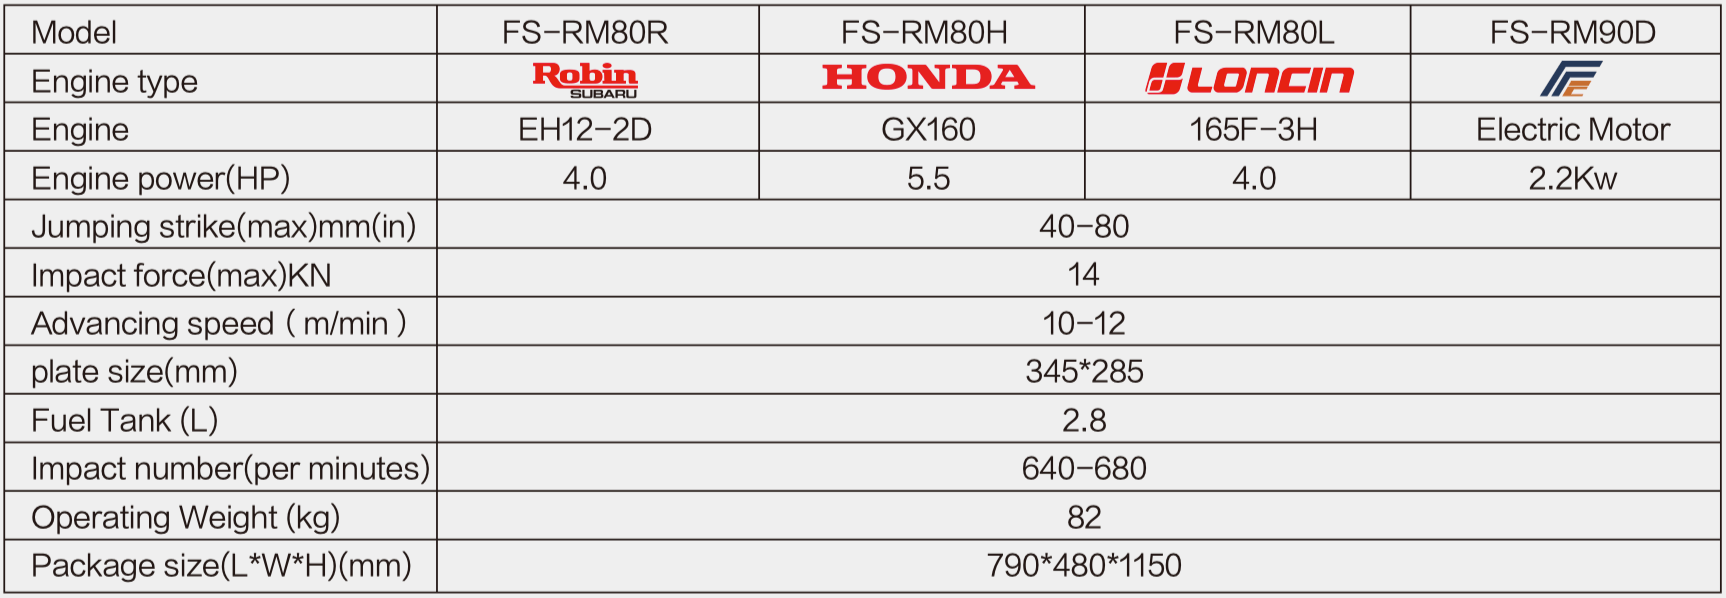 Model FS-RM80R FS-RM80H FS-RM80L FS-RM90D
Engine type Robin SUBARU HONDA LONCIN
Engine EH12-2D GX160 165F-3H Electric Motor
Engine power(HP) 4.0 5.5 4.0 2.2Kw
Jumping strike(max)mm(in) 40-80
Impact force(max)KN 14
Advancing speed ( m/min ) 10-12
plate size(mm) 345*285
Fuel Tank (L) 2.8
Impact number(per minutes) 640-680
Operating Weight (kg) 82
Package size(L*W*H)(mm) 790*480*1150